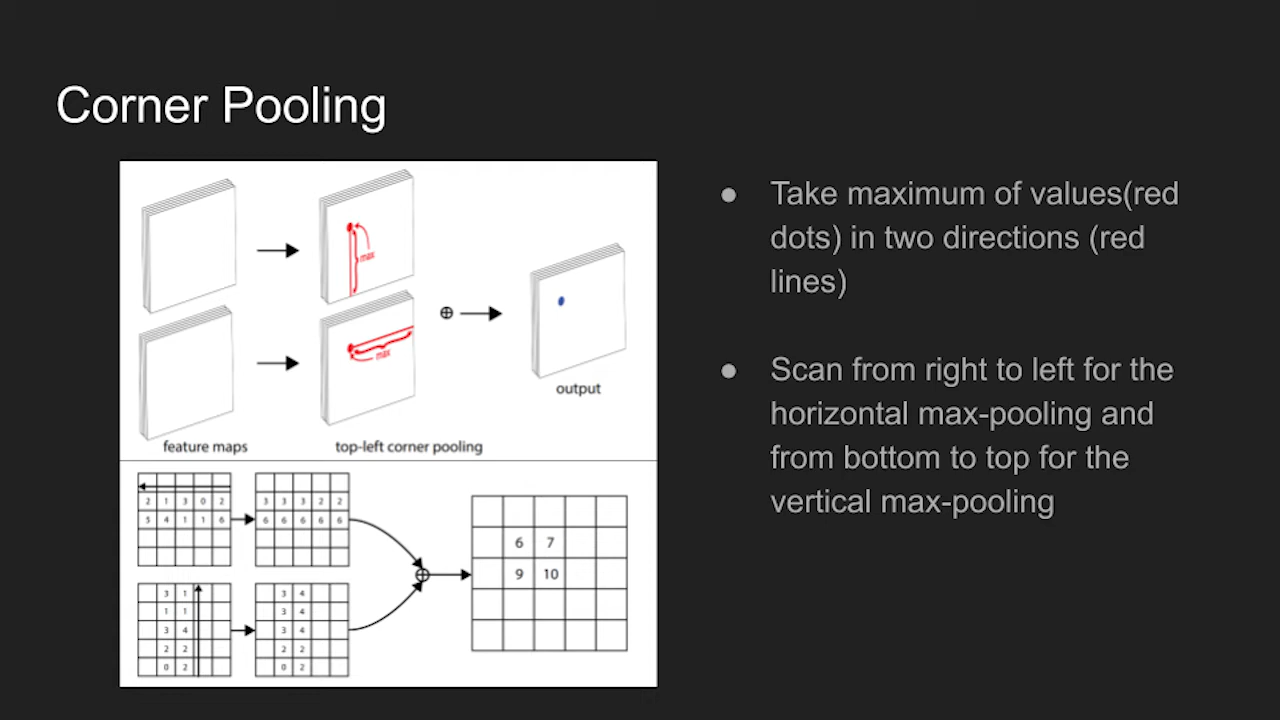 Corner Pooling
max
max
output
feature maps
top-left corner pooling
2 1 3 0 2
5 4 1 1 6
3 3 3 2 2
6 6 6 6 6
3 1
1 1
3 4
2 2
0 2
3 4
3 4
3 4
2 2
0 2
6 7
9 10
● Take maximum of values(red
dots) in two directions (red
lines)
● Scan from right to left for the
horizontal max-pooling and
from bottom to top for the
vertical max-pooling